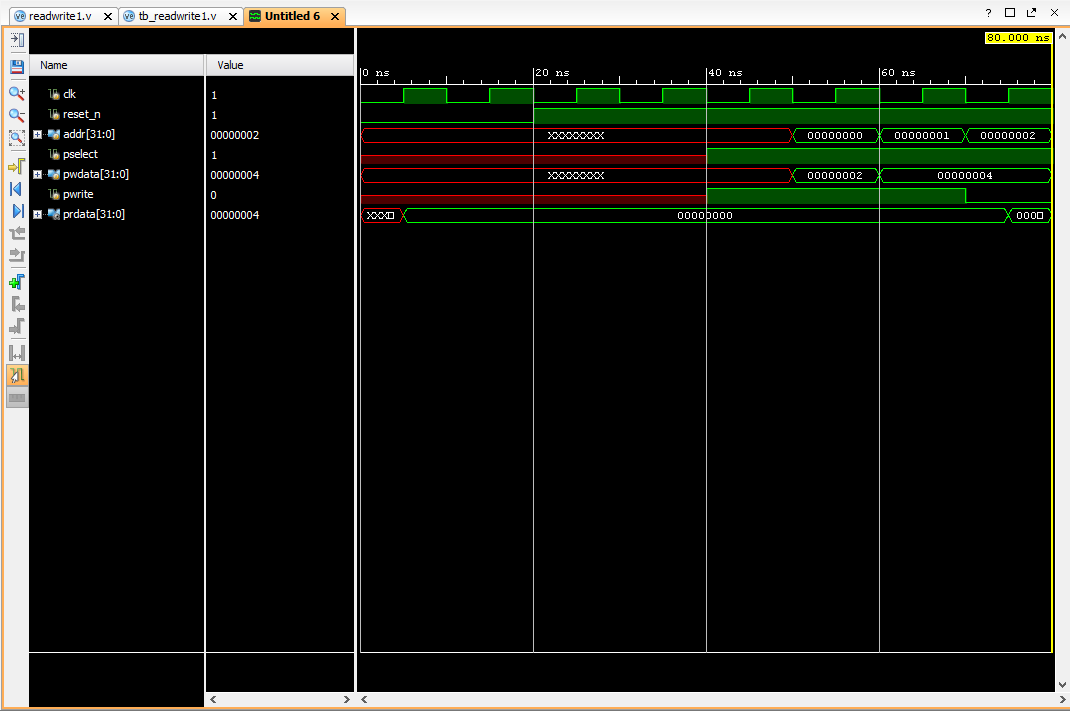 readwrite1.v tb_readwrite1.v Untitled 6
80.000 ns
Name Value
0 ns 20 ns 40 ns 60 ns
clk 1
reset_n 1
addr[31:0] 00000002 XXXXXXXX 00000000 00000001 00000002
pselect 1
pwdata[31:0] 00000004 XXXXXXXX 00000002 00000004
pwrite 0
prdata[31:0] 00000004 XXX 00000000 000